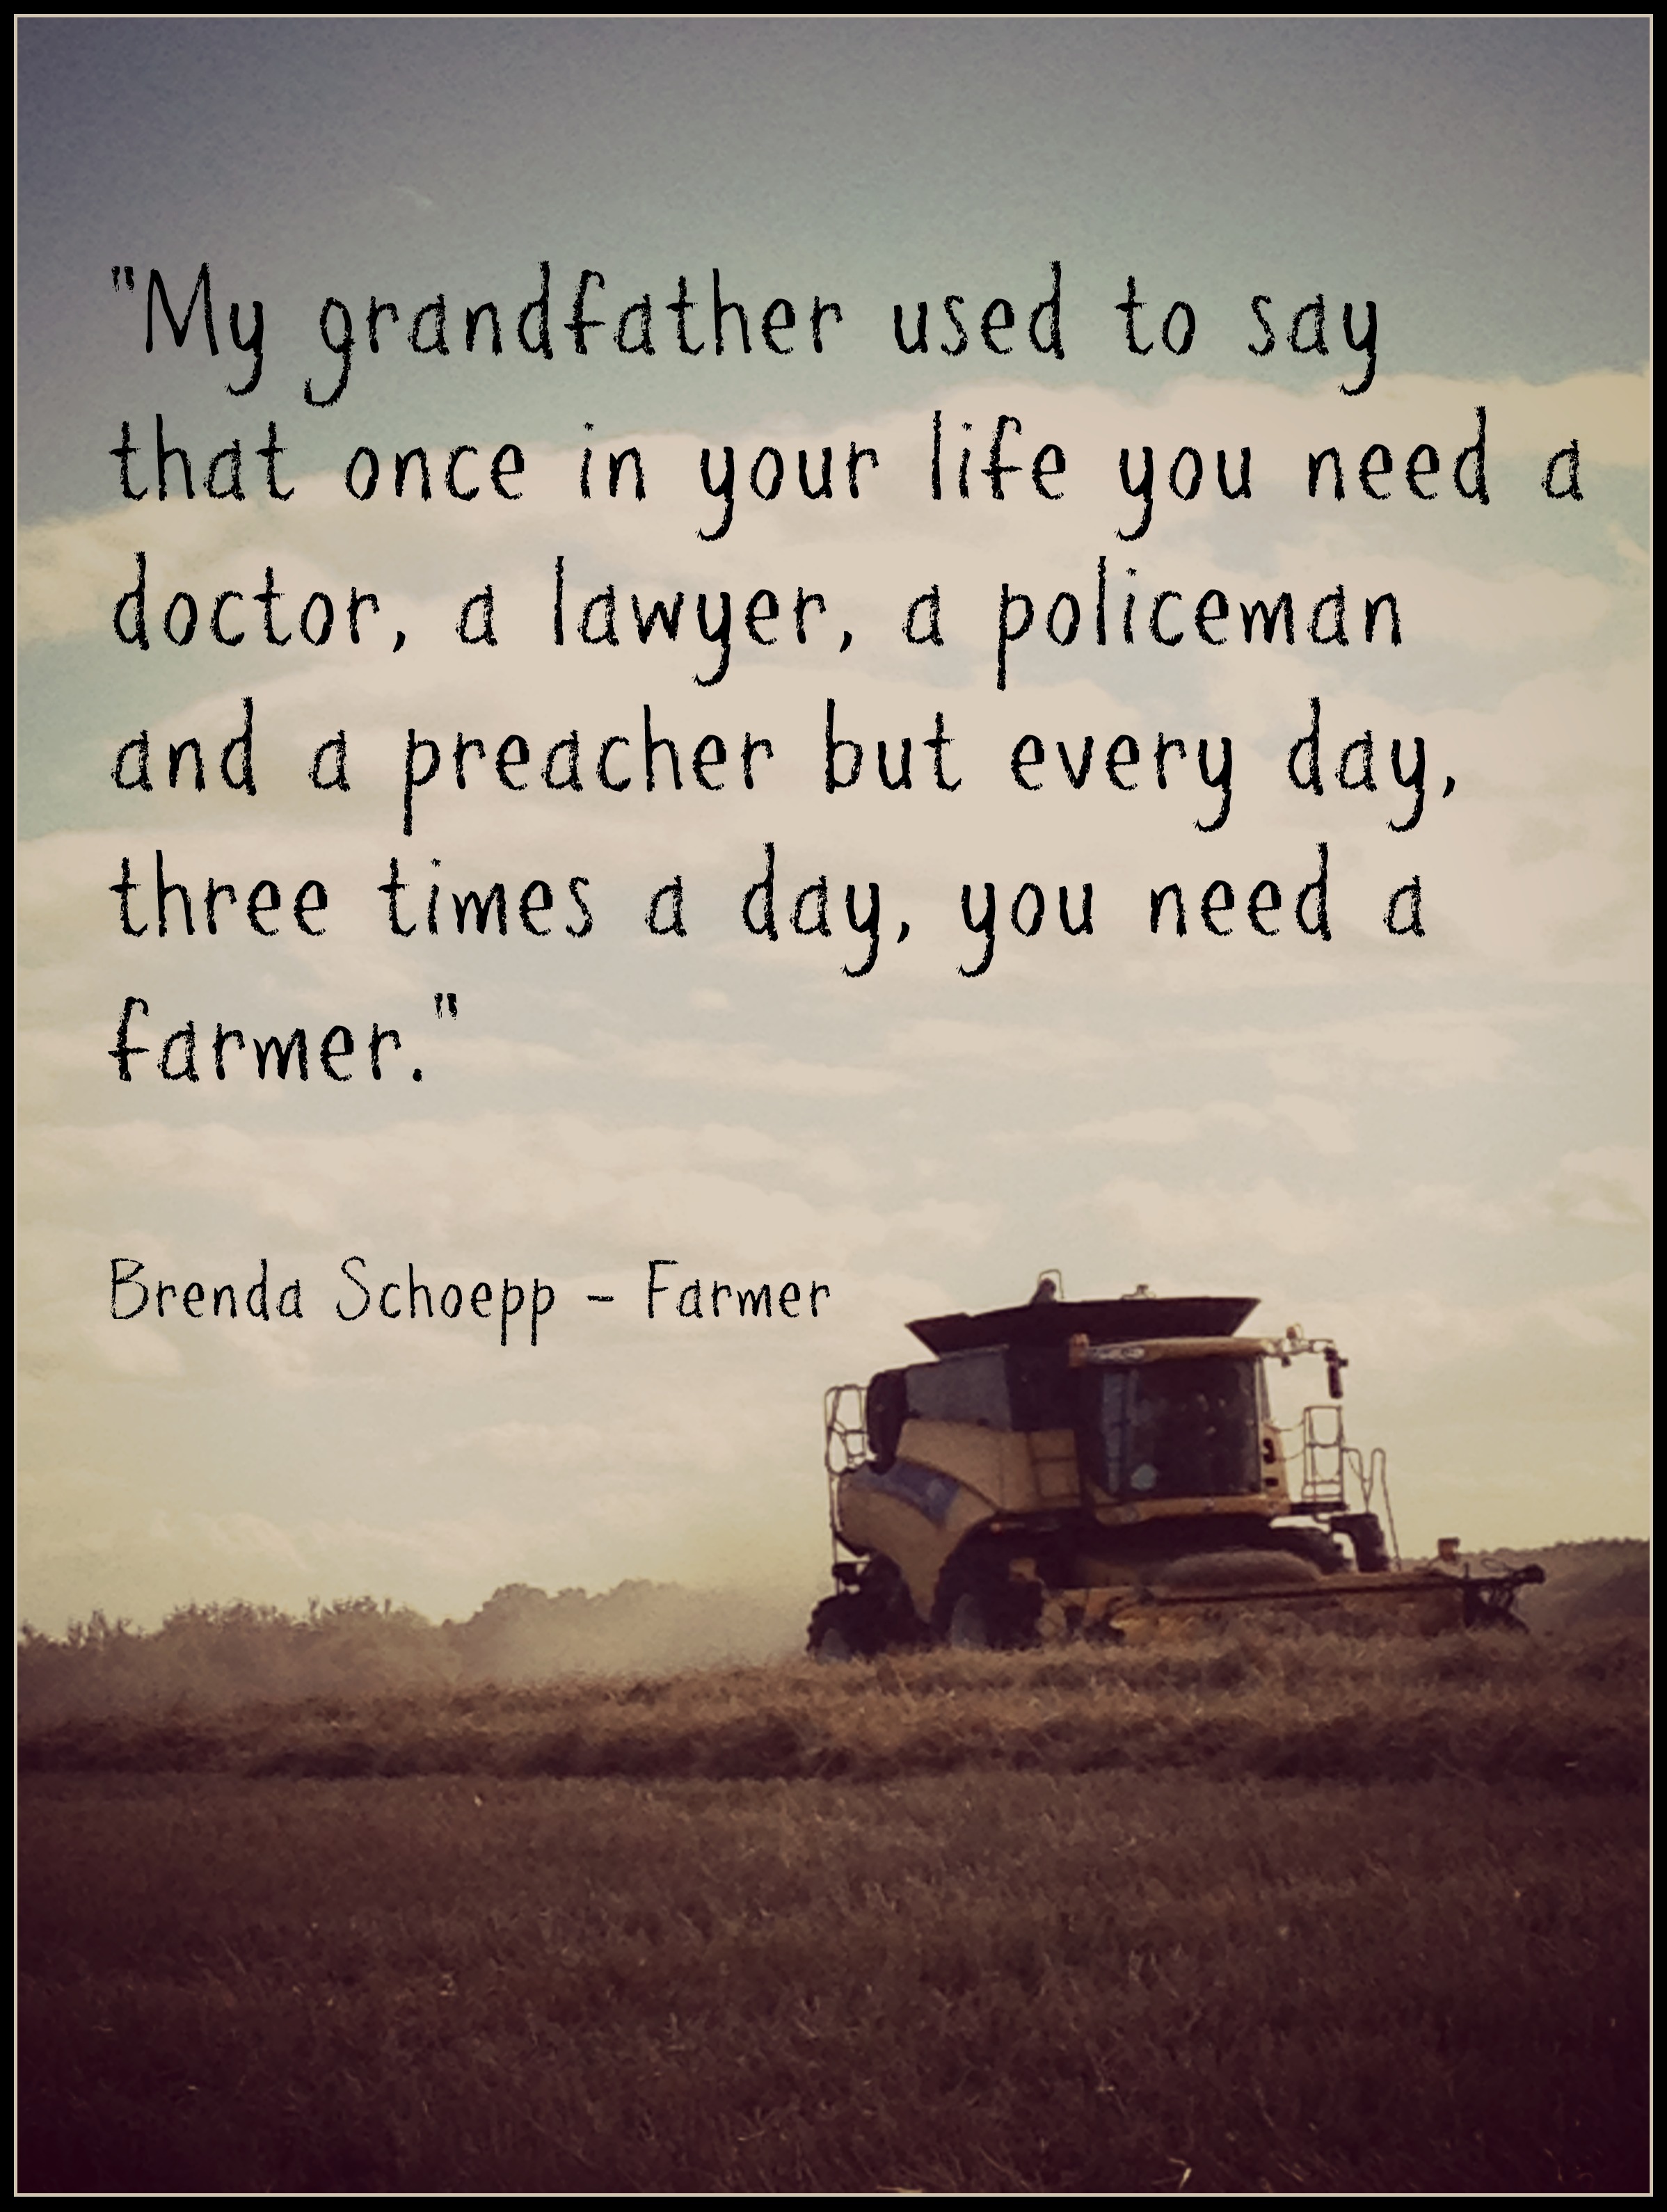 "My grandfather used to say
that once in your life you need a
doctor, a lawyer, a policeman
and a preacher but every day,
three times a day, you need a
farmer."
Brenda Schoepp - Farmer